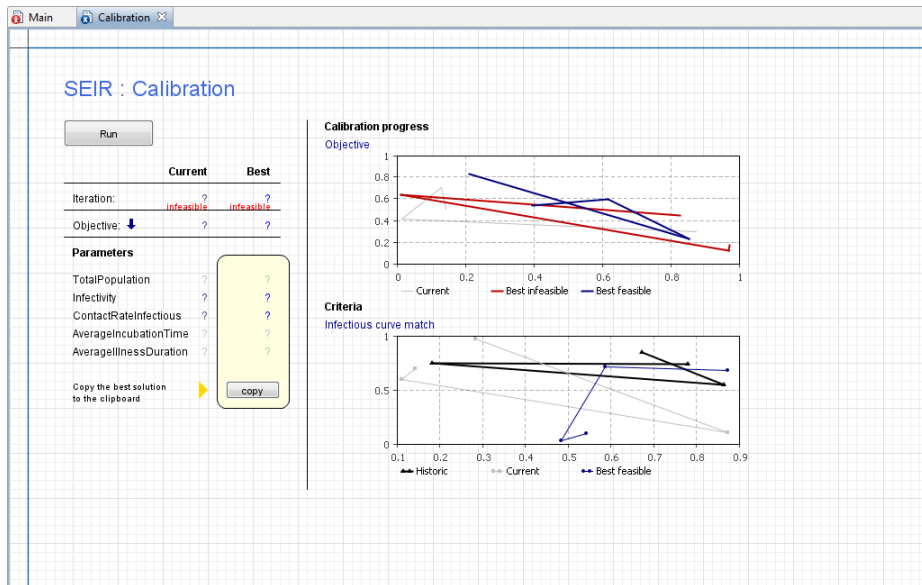 Main
Calibration
SEIR : Calibration
Run
Current Best
Iteration: ? ?
infeasible infeasible
Objective: ? ?
Parameters
TotalPopulation ? ?
Infectivity ? ?
ContactRateInfectious ? ?
AverageIncubationTime ? ?
AverageIllnessDuration ? ?
Copy the best solution
to the clipboard
copy
Calibration progress
Objective
1
0.8
0.6
0.4
0.2
0
0 0.2 0.4 0.6 0.8 1
Current Best infeasible Best feasible
Criteria
Infectious curve match
1
0.5
0
0.1 0.2 0.3 0.4 0.5 0.6 0.7 0.8 0.9
Historic Current Best feasible